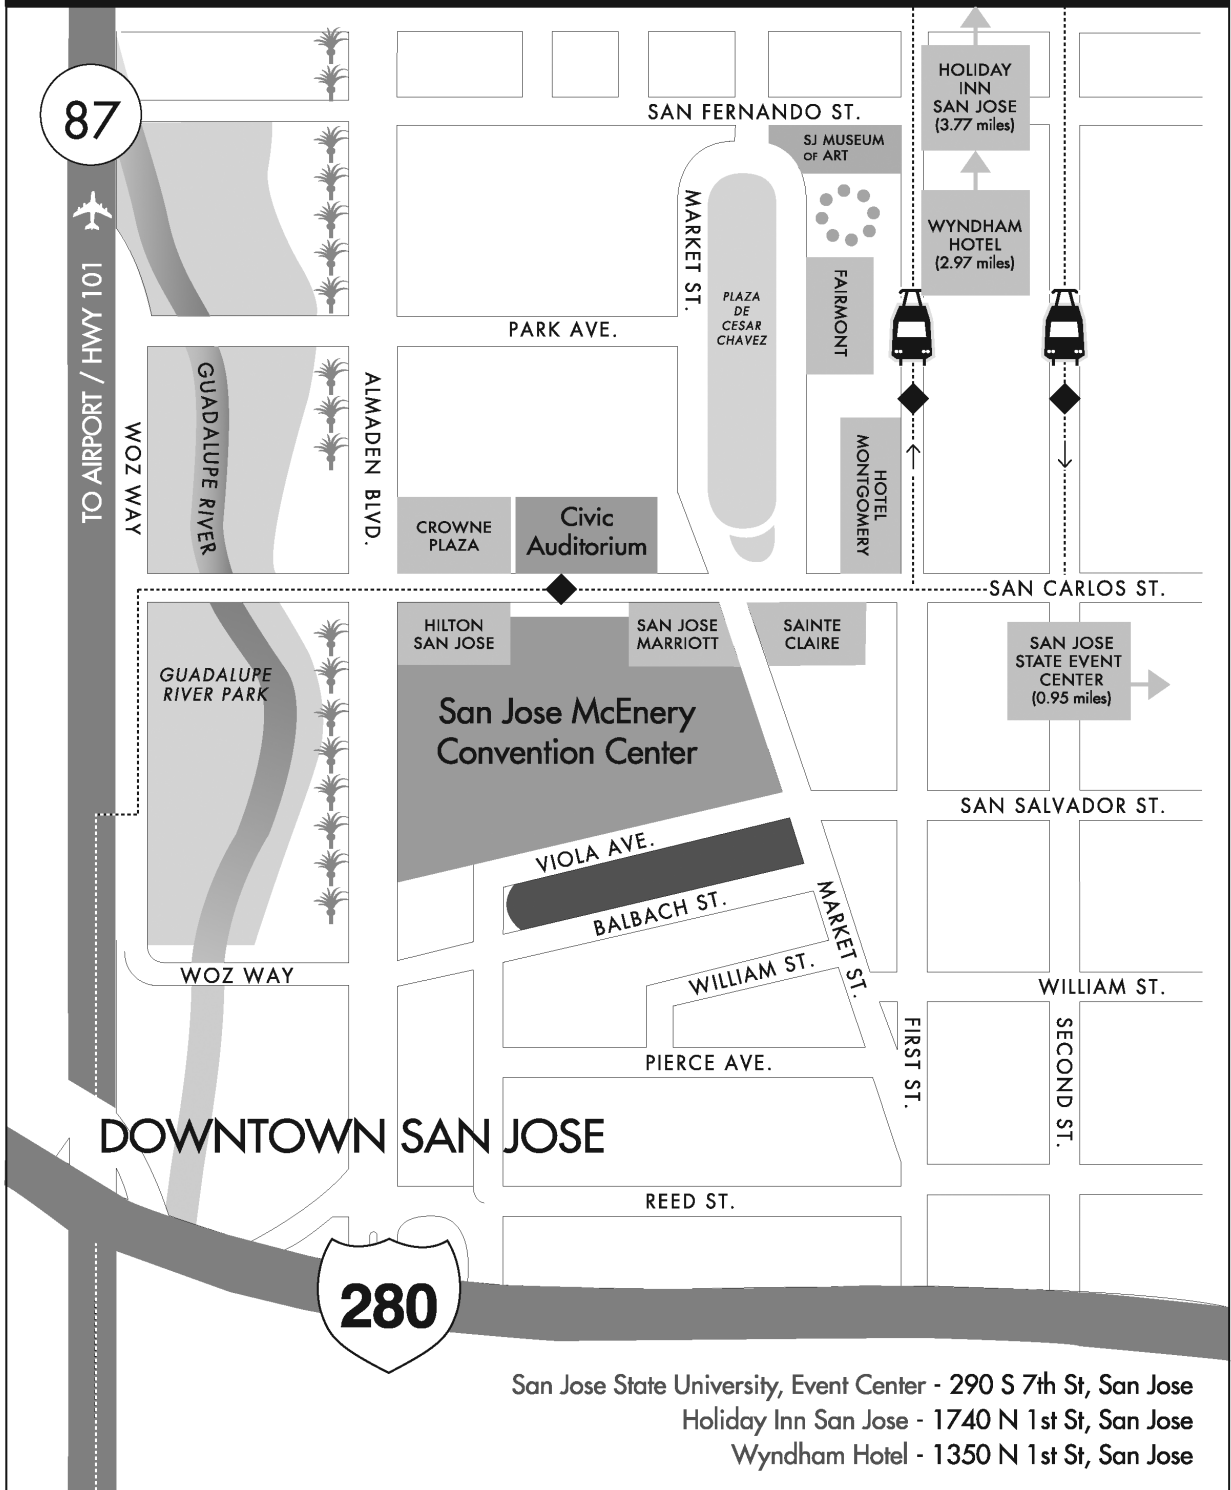 HOLIDAY
INN
SAN JOSE
(3.77 miles)
87
SAN FERNANDO ST.
SJ MUSEUM
OF ART
MARKET ST.
WYNDHAM
HOTEL
(2.97 miles)
TO AIRPORT / HWY 101
PLAZA
DE
CESAR
CHAVEZ
FAIRMONT
PARK AVE.
GUADALUPE RIVER
ALMADEN BLVD.
WOZ WAY
HOTEL
MONTGOMERY
CROWNE
PLAZA
Civic
Auditorium
SAN CARLOS ST.
HILTON
SAN JOSE
SAN JOSE
MARRIOTT
SAINTE
CLAIRE
SAN JOSE
STATE EVENT
CENTER
(0.95 miles)
GUADALUPE
RIVER PARK
San Jose McEnery
Convention Center
SAN SALVADOR ST.
VIOLA AVE.
BALBACH ST.
MARKET ST.
WOZ WAY
WILLIAM ST.
WILLIAM ST.
FIRST ST.
SECOND ST.
PIERCE AVE.
DOWNTOWN SAN JOSE
REED ST.
280
San Jose State University, Event Center - 290 S 7th St, San Jose
Holiday Inn San Jose - 1740 N 1st St, San Jose
Wyndham Hotel - 1350 N 1st St, San Jose